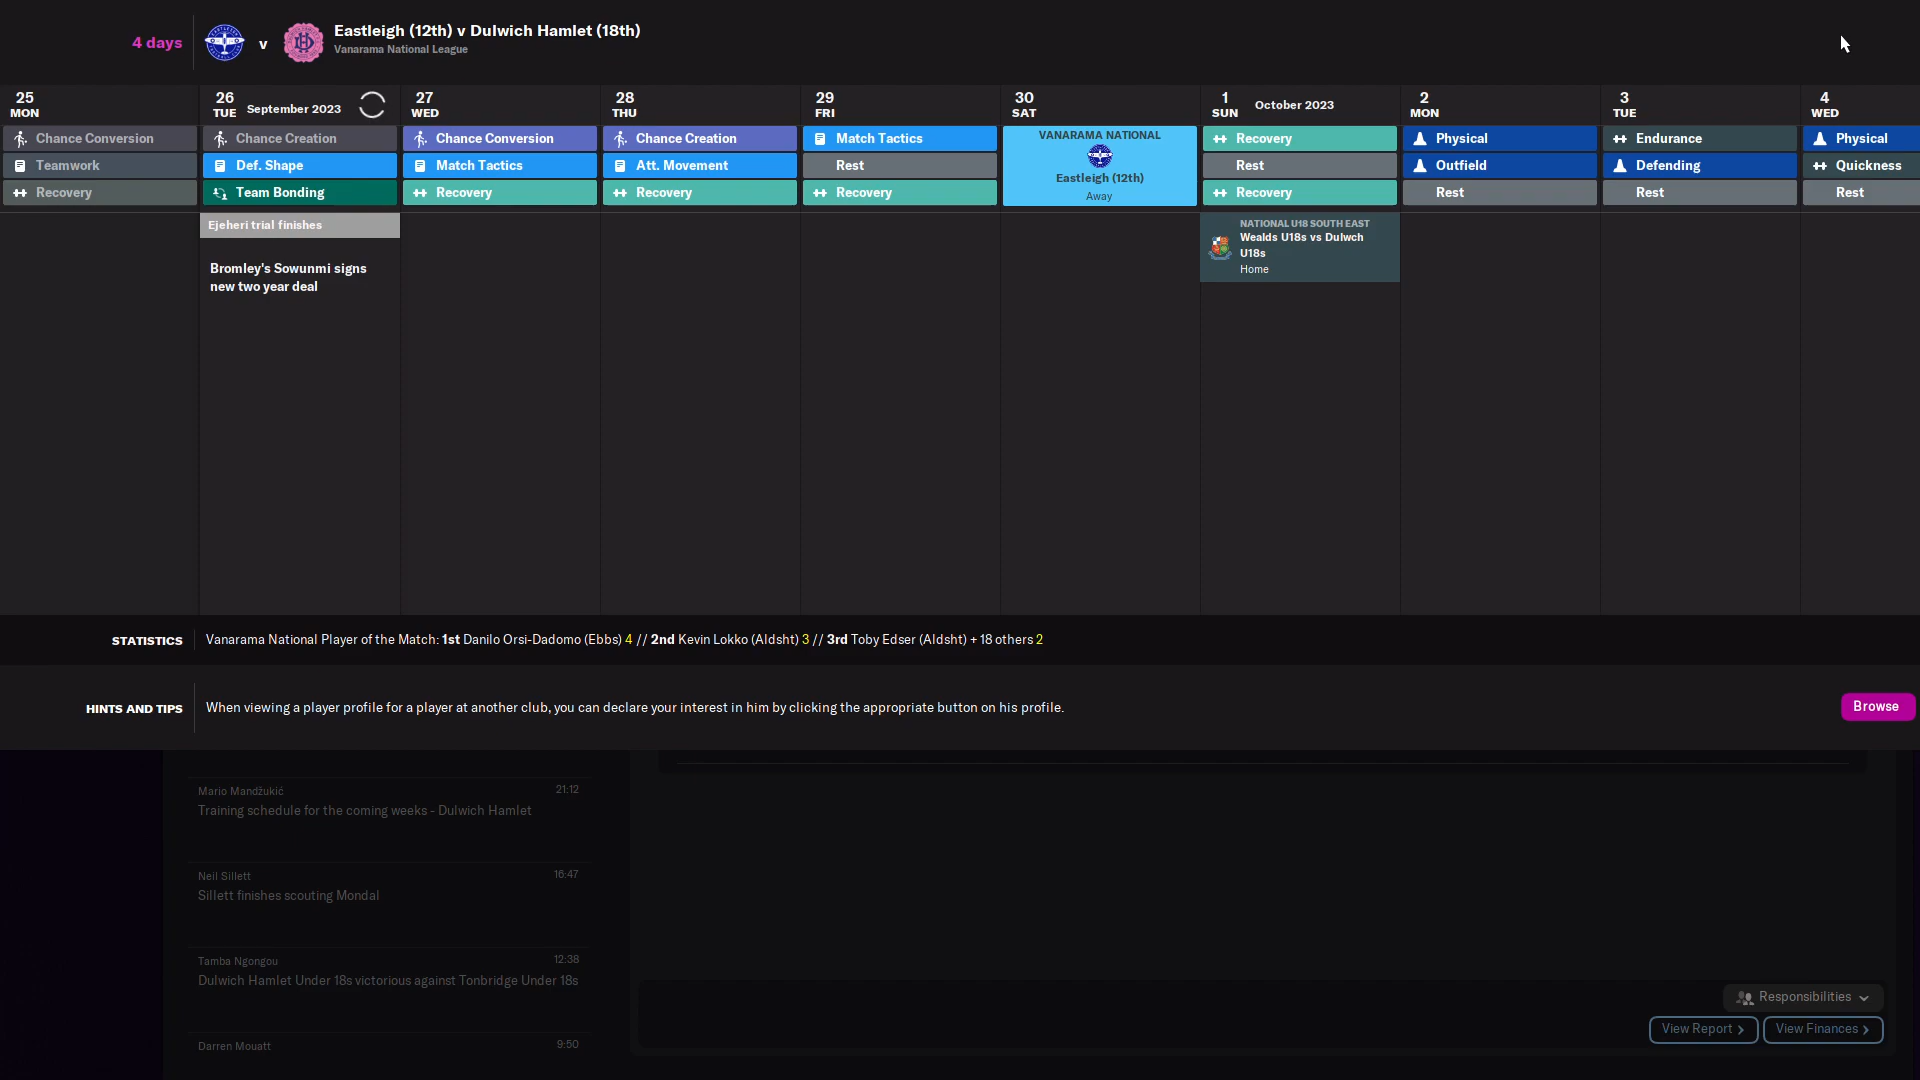 4 days
v
Eastleigh (12th) v Dulwich Hamlet (18th)
Vanarama National League
25
MON
26
TUE
September 2023
27
WED
28
THU
29
FRI
30
SAT
1
SUN
October 2023
2
MON
3
TUE
4
WED
Chance Conversion
Teamwork
Recovery
Chance Creation
Def. Shape
Team Bonding
Ejeheri trial finishes
Bromley's Sowunmi signs
new two year deal
Chance Conversion
Match Tactics
Recovery
Chance Creation
Att. Movement
Recovery
Match Tactics
Rest
Recovery
VANARAMA NATIONAL
Eastleigh (12th)
Away
Recovery
Rest
Recovery
NATIONAL U18 SOUTH EAST
Wealds U18s vs Dulwch
U18s
Home
Physical
Outfield
Rest
Endurance
Defending
Rest
Physical
Quickness
Rest
STATISTICS
Vanarama National Player of the Match: 1st Danilo Orsi-Dadomo (Ebbs) 4 // 2nd Kevin Lokko (Aldsht) 3 // 3rd Toby Edser (Aldsht) + 18 others 2
HINTS AND TIPS
When viewing a player profile for a player at another club, you can declare your interest in him by clicking the appropriate button on his profile.
Browse
Mario Mandžukić
21:12
Training schedule for the coming weeks - Dulwich Hamlet
Neil Sillett
16:47
Sillett finishes scouting Mondal
Tamba Ngongou
12:38
Dulwich Hamlet Under 18s victorious against Tonbridge Under 18s
Darren Mouatt
9:50
Responsibilities
View Report
View Finances